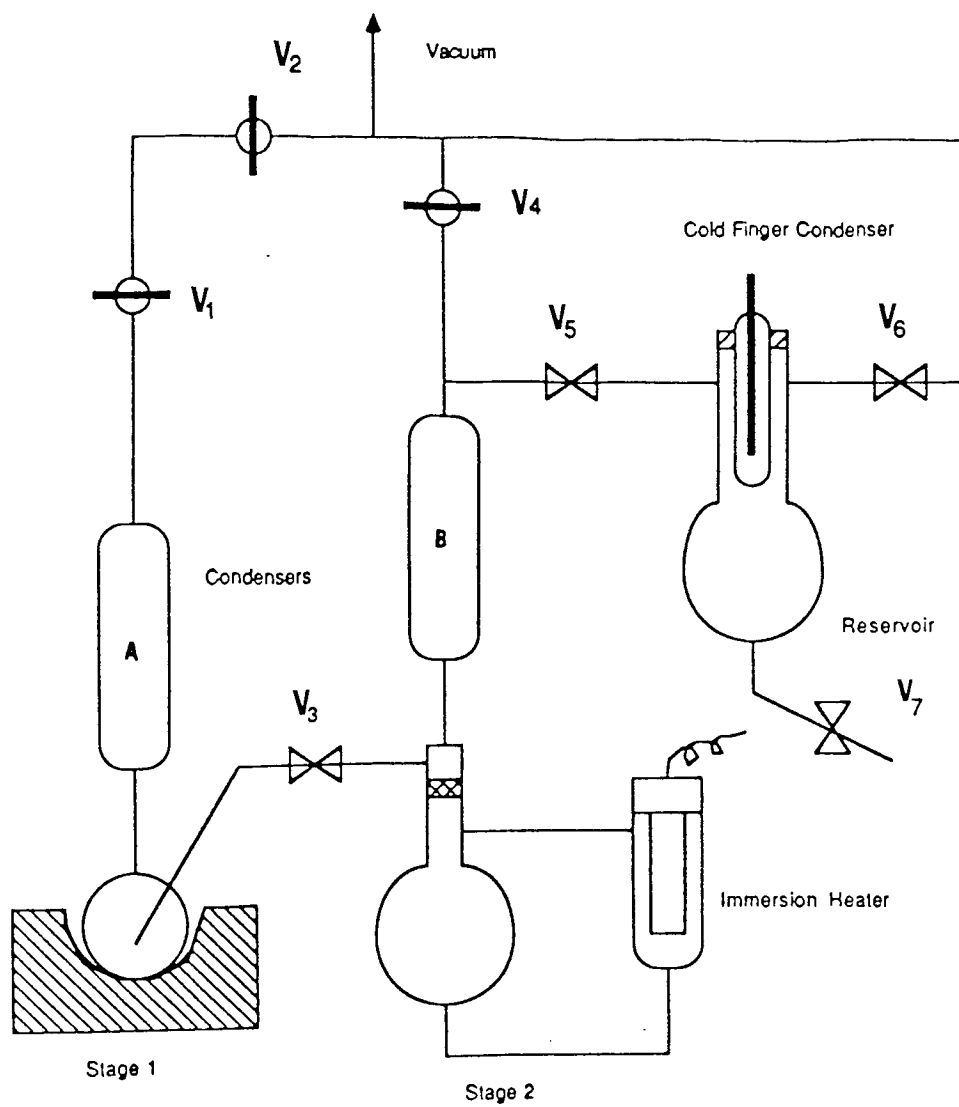 V2
Vacuum
V4
Cold Finger Condenser
V1
V5
V6
B
Condensers
A
Reservoir
V3
V7
Immersion Heater
Stage 1
Stage 2